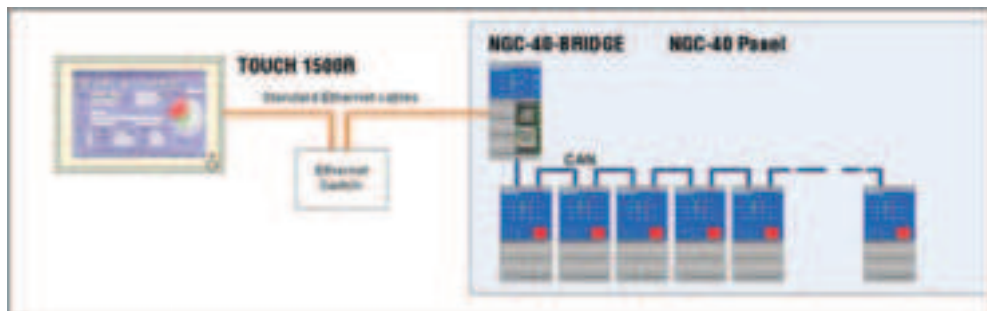 NGC-40-BRIDGE NGC-40 Panel
TOUCH 1500R
Standard Ethernet cables
CAN
Ethernet
Switch